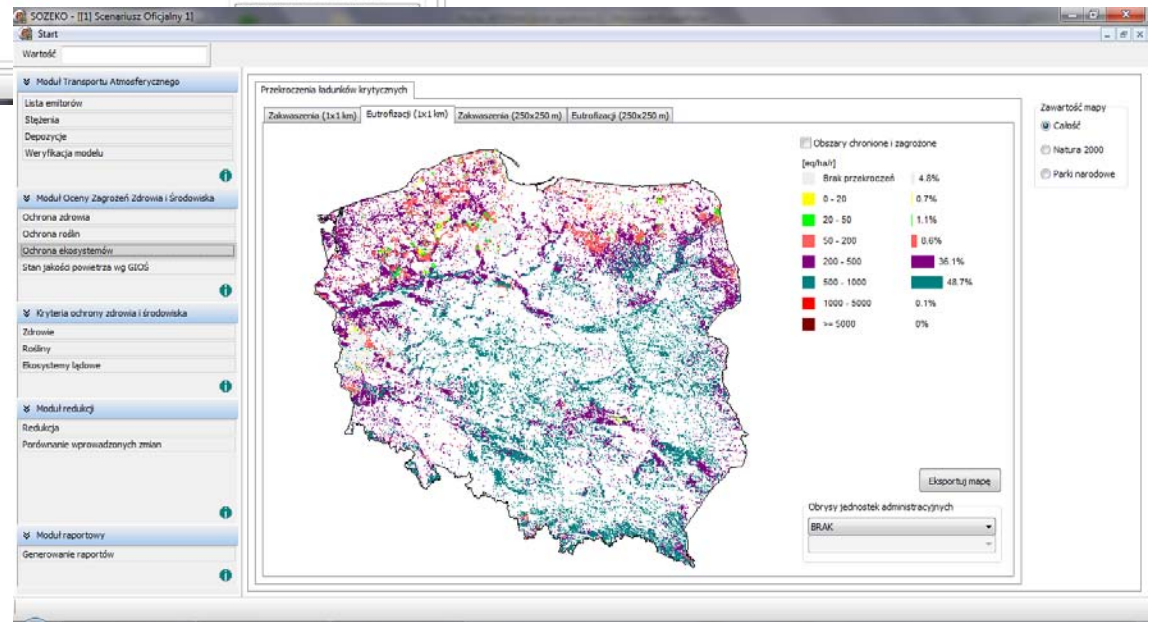 SOZEKO - [[1] Scenariusz Oficjalny 1]
Start
Wartość
Moduł Transportu Atmosferycznego
Lista emitorów
Stężenia
Depozycje
Weryfikacja modelu
Moduł Oceny Zagrożeń Zdrowia i Środowiska
Ochrona zdrowia
Ochrona roślin
Ochrona ekosystemów
Stan jakości powietrza wg GIOŚ
Kryteria ochrony zdrowia i środowiska
Zdrowie
Rośliny
Ekosystemy lądowe
Moduł redukcji
Redukcja
Porównanie wprowadzonych zmian
Moduł raportowy
Generowanie raportów
Przekroczenia ładunków krytycznych
Zakwaszenia (1x1 km) Eutrofizacji (1x1 km) Zakwaszenia (250x250 m) Eutrofizacji (250x250 m)
Obszary chronione i zagrożone
[eq/ha/r]
Brak przekroczeń 4.8%
0 - 20 0.7%
20 - 50 1.1%
50 - 200 8.6%
200 - 500 36.1%
500 - 1000 48.7%
1000 - 5000 0.1%
>= 5000 0%
Eksportuj mapę
Obrysy jednostek administracyjnych
BRAK
Zawartość mapy
Całość
Natura 2000
Parki narodowe